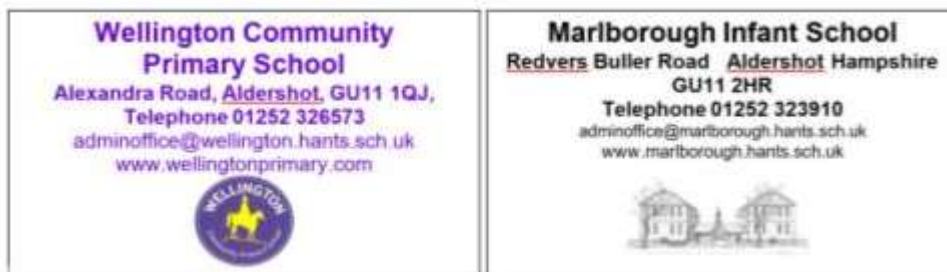 Wellington Community
Primary School
Alexandra Road, Aldershot, GU11 1QJ,
Telephone 01252 326573
adminoffice@wellington.hants.sch.uk
www.wellingtonprimary.com
WELLINGTON
Marlborough Infant School
Redvers Buller Road Aldershot Hampshire
GU11 2HR
Telephone 01252 323910
adminoffice@marlborough.hants.sch.uk
www.marlborough.hants.sch.uk